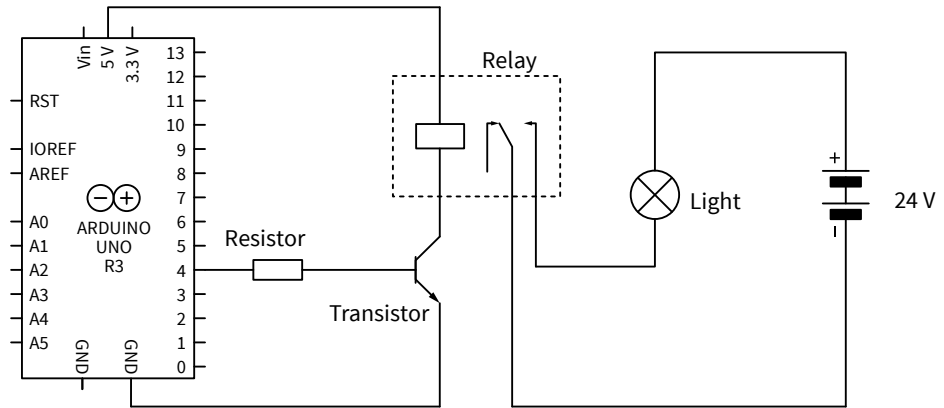 Vin
5 V
3.3 V
RST
IOREF
AREF
A0
A1
A2
A3
A4
A5
GND
GND
13
12
11
10
9
8
7
6
5
4
3
2
1
0
ARDUINO
UNO
R3
Resistor
Transistor
Relay
Light
+
24 V
-